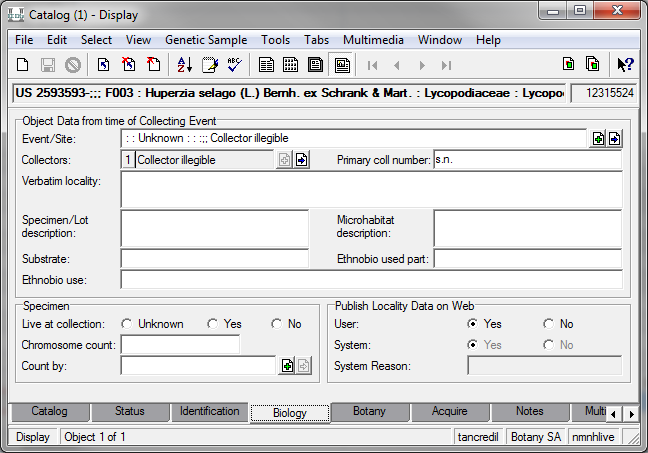 Catalog (1) - Display
File Edit Select View Genetic Sample Tools Tabs Multimedia Window Help
US 2593593-;;; F003 : Huperzia selago (L.) Bernh. ex Schrank & Mart. : Lycopodiaceae : Lycopo 12315524
Object Data from time of Collecting Event
Event/Site: : : Unknown : : :;;; Collector illegible
Collectors: 1 Collector illegible Primary coll number: s.n.
Verbatim locality:
Specimen/Lot Microhabitat
description: description:
Substrate: Ethnobio used part:
Ethnobio use:
Specimen Publish Locality Data on Web
Live at collection: Unknown Yes No User: Yes No
Chromosome count: System: Yes No
Count by: System Reason:
Catalog Status Identification Biology Botany Acquire Notes Multi
Display Object 1 of 1 tancredil Botany SA nmnhlive